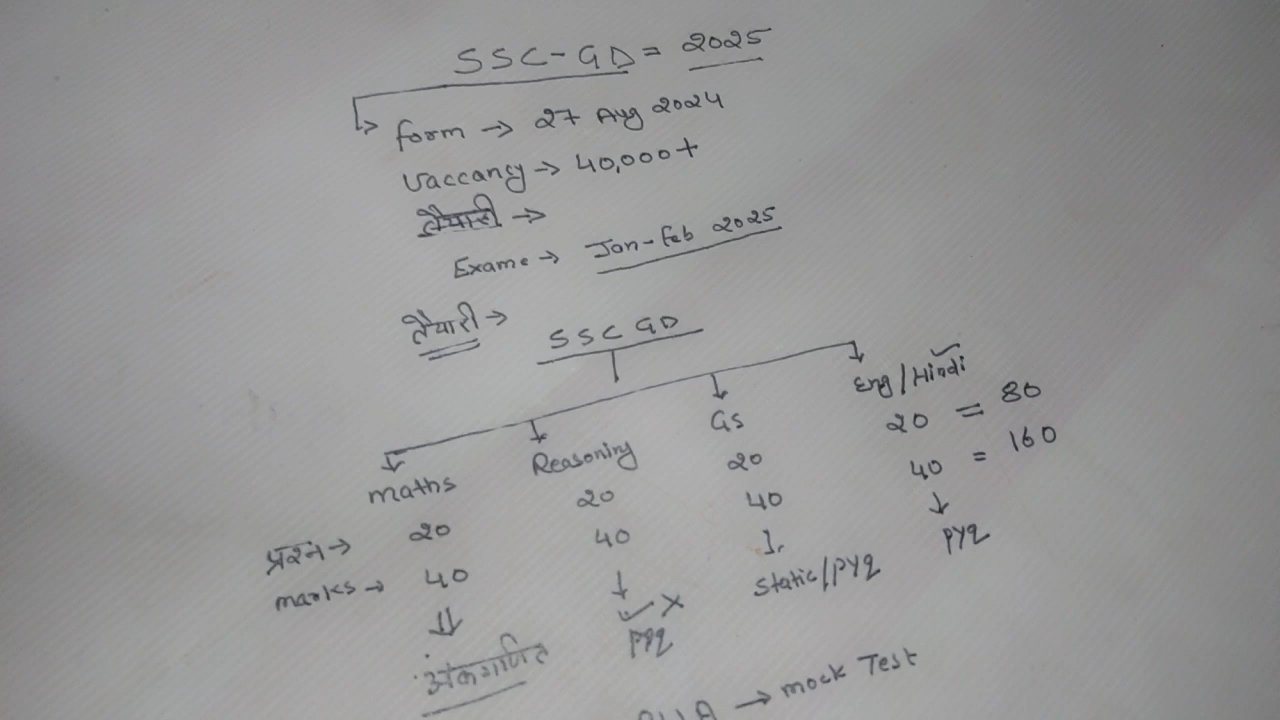 SSC-GD = 2025
form → 27 Aug 2024
Vaccancy → 40,000+
तैयारी →
Exame → Jan-Feb 2025
तैयारी →
SSC GD
maths Reasoning GS Eng/Hindi
प्रश्न → 20 20 20 20 = 80
marks → 40 40 40 40 = 160
अंकगणित PYQ Static/PYQ PYQ
→ mock Test